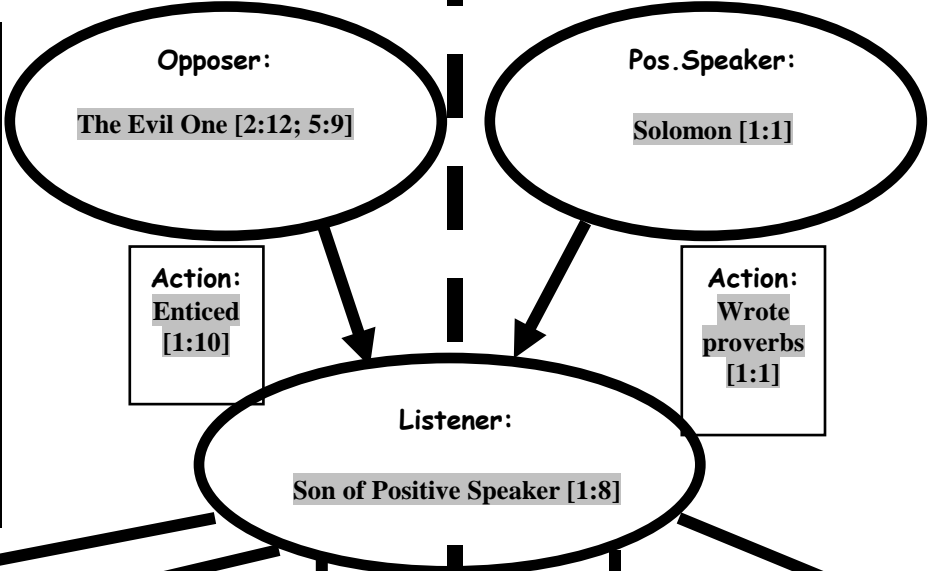 Opposer:
The Evil One [2:12; 5:9]
Pos.Speaker:
Solomon [1:1]
Action:
Enticed
[1:10]
Action:
Wrote
proverbs
[1:1]
Listener:
Son of Positive Speaker [1:8]